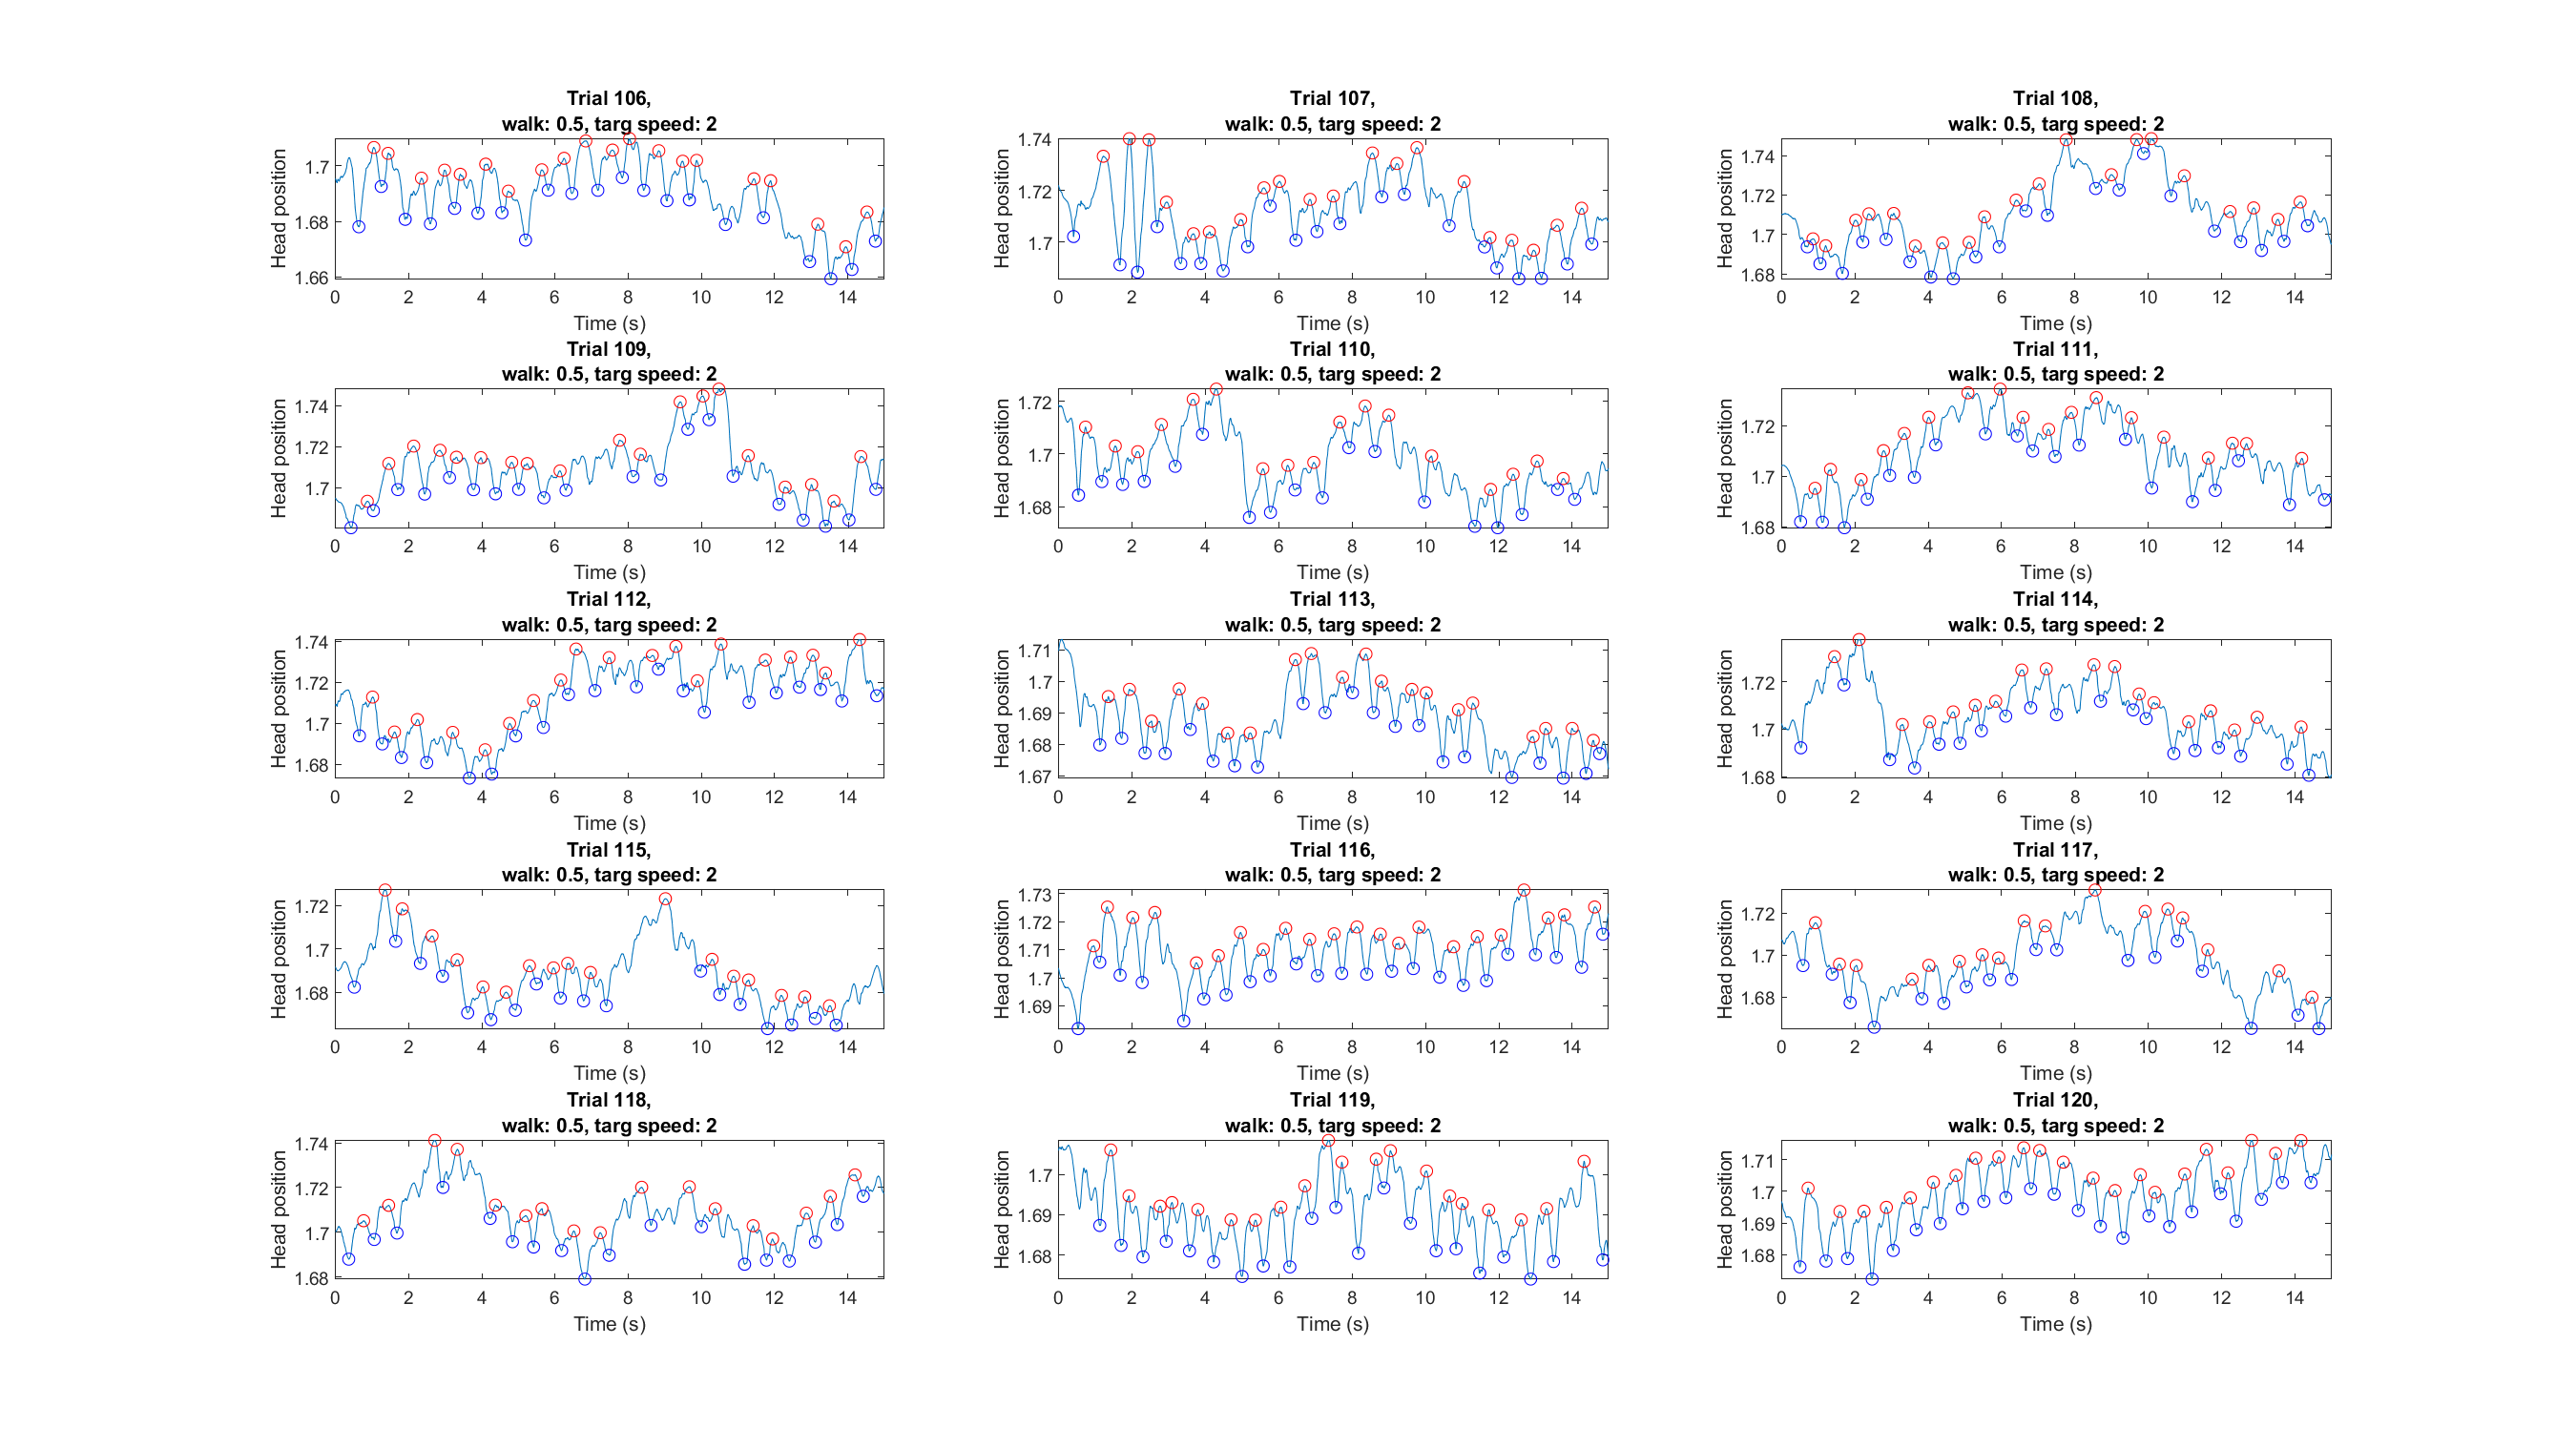 Trial 106,
walk: 0.5, targ speed: 2
Head position
1.7
1.68
1.66
0 2 4 6 8 10 12 14
Time (s)
Trial 107,
walk: 0.5, targ speed: 2
Head position
1.74
1.72
1.7
0 2 4 6 8 10 12 14
Time (s)
Trial 108,
walk: 0.5, targ speed: 2
Head position
1.74
1.72
1.7
1.68
0 2 4 6 8 10 12 14
Time (s)
Trial 109,
walk: 0.5, targ speed: 2
Head position
1.74
1.72
1.7
0 2 4 6 8 10 12 14
Time (s)
Trial 110,
walk: 0.5, targ speed: 2
Head position
1.72
1.7
1.68
0 2 4 6 8 10 12 14
Time (s)
Trial 111,
walk: 0.5, targ speed: 2
Head position
1.72
1.7
1.68
0 2 4 6 8 10 12 14
Time (s)
Trial 112,
walk: 0.5, targ speed: 2
Head position
1.74
1.72
1.7
1.68
0 2 4 6 8 10 12 14
Time (s)
Trial 113,
walk: 0.5, targ speed: 2
Head position
1.71
1.7
1.69
1.68
1.67
0 2 4 6 8 10 12 14
Time (s)
Trial 114,
walk: 0.5, targ speed: 2
Head position
1.72
1.7
1.68
0 2 4 6 8 10 12 14
Time (s)
Trial 115,
walk: 0.5, targ speed: 2
Head position
1.72
1.7
1.68
0 2 4 6 8 10 12 14
Time (s)
Trial 116,
walk: 0.5, targ speed: 2
Head position
1.73
1.72
1.71
1.7
1.69
0 2 4 6 8 10 12 14
Time (s)
Trial 117,
walk: 0.5, targ speed: 2
Head position
1.72
1.7
1.68
0 2 4 6 8 10 12 14
Time (s)
Trial 118,
walk: 0.5, targ speed: 2
Head position
1.74
1.72
1.7
1.68
0 2 4 6 8 10 12 14
Time (s)
Trial 119,
walk: 0.5, targ speed: 2
Head position
1.7
1.69
1.68
0 2 4 6 8 10 12 14
Time (s)
Trial 120,
walk: 0.5, targ speed: 2
Head position
1.71
1.7
1.69
1.68
0 2 4 6 8 10 12 14
Time (s)